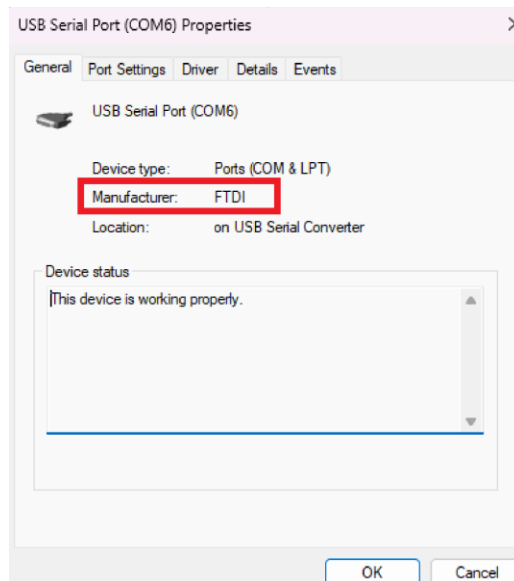 USB Serial Port (COM6) Properties
General Port Settings Driver Details Events
USB Serial Port (COM6)
Device type: Ports (COM & LPT)
Manufacturer: FTDI
Location: on USB Serial Converter
Device status
This device is working properly.
OK Cancel